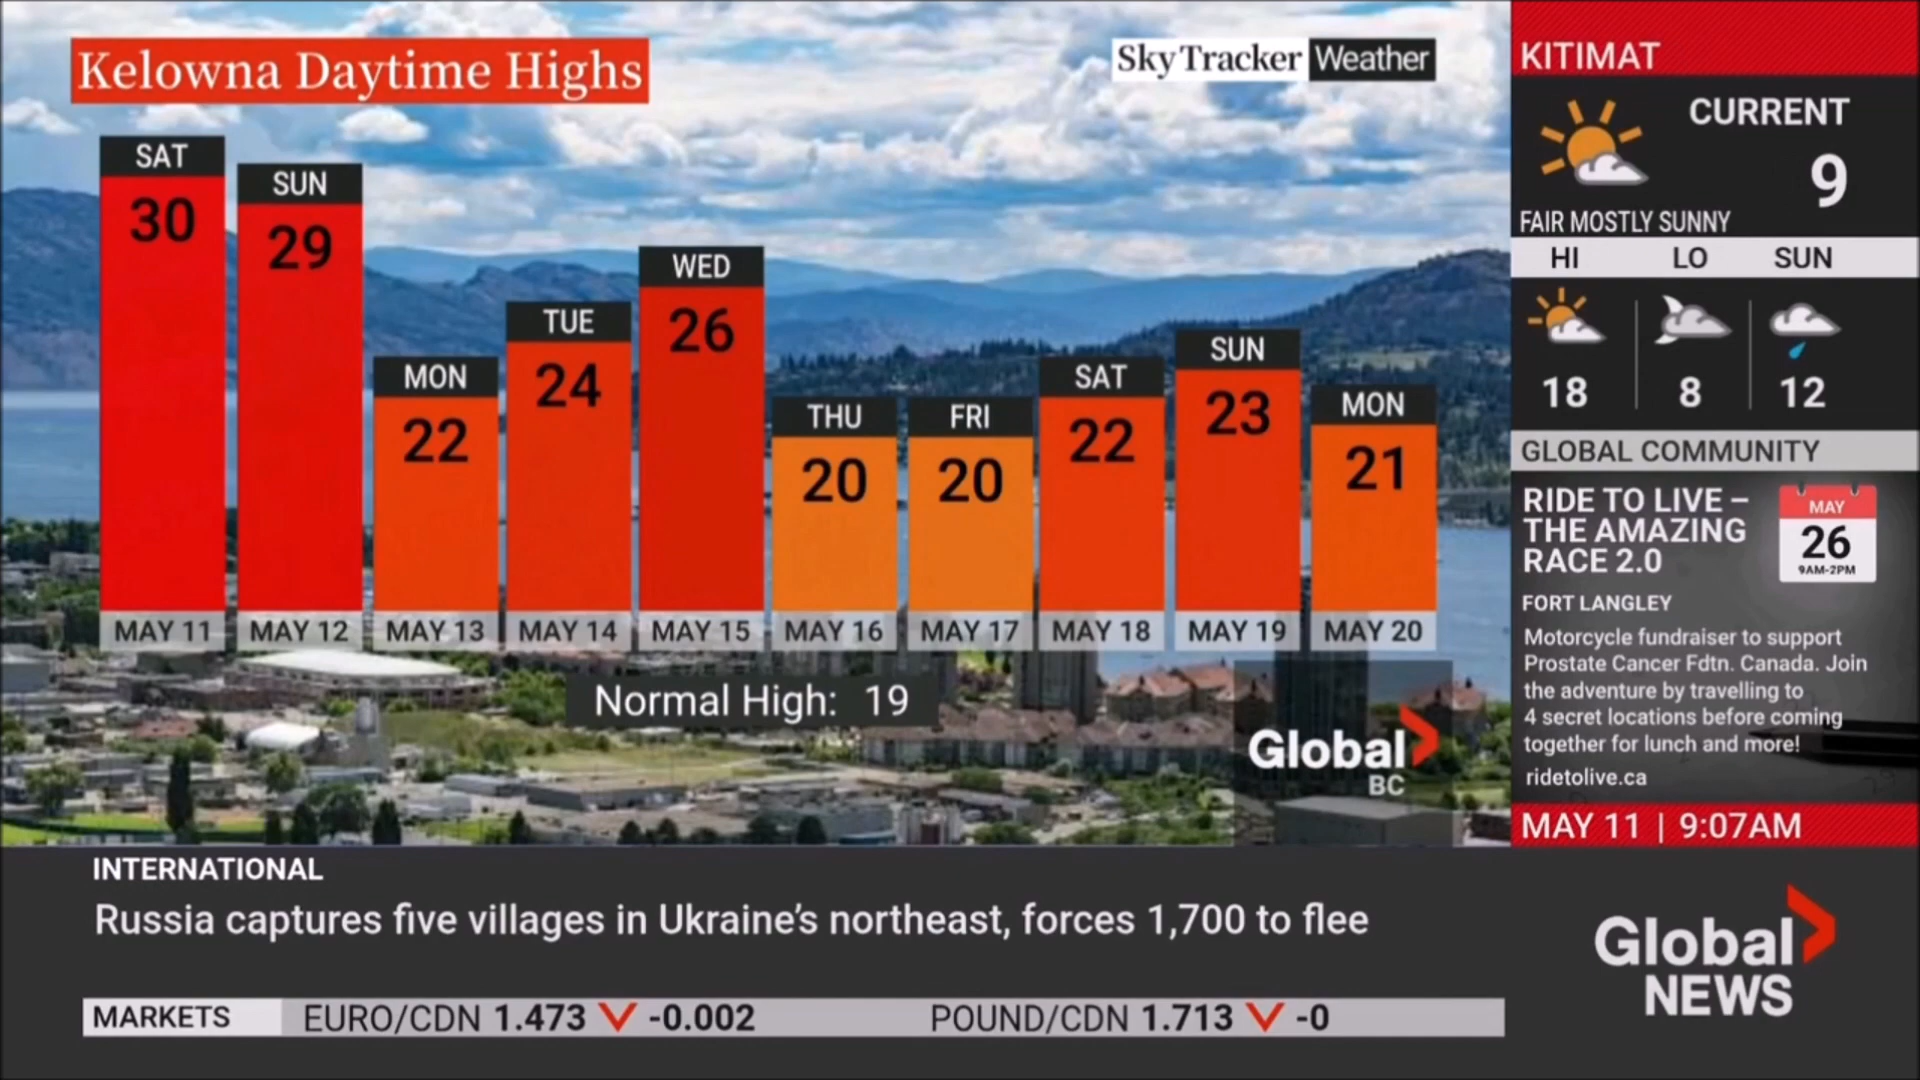 Kelowna Daytime Highs
SkyTracker Weather
SAT
30
MAY 11
SUN
29
MAY 12
MON
22
MAY 13
TUE
24
MAY 14
WED
26
MAY 15
THU
20
MAY 16
FRI
20
MAY 17
SAT
22
MAY 18
SUN
23
MAY 19
MON
21
MAY 20
Normal High: 19
Global
BC
KITIMAT
CURRENT
9
FAIR MOSTLY SUNNY
HI LO SUN
18 8 12
GLOBAL COMMUNITY
RIDE TO LIVE –
THE AMAZING
RACE 2.0
MAY
26
9AM-2PM
FORT LANGLEY
Motorcycle fundraiser to support
Prostate Cancer Fdtn. Canada. Join
the adventure by travelling to
4 secret locations before coming
together for lunch and more!
ridetolive.ca
MAY 11 | 9:07AM
INTERNATIONAL
Russia captures five villages in Ukraine's northeast, forces 1,700 to flee
MARKETS EURO/CDN 1.473 -0.002 POUND/CDN 1.713 -0
Global
NEWS